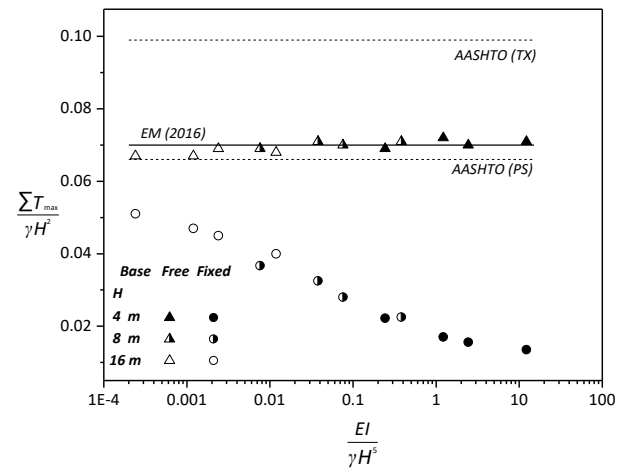 0.10
AASHTO (TX)
0.08
EM (2016)
AASHTO (PS)
0.06
∑T max
γH²
0.04
Base Free Fixed
H
4 m
0.02
8 m
16 m
1E-4 0.001 0.01 0.1 1 10 100
EI
γH⁵